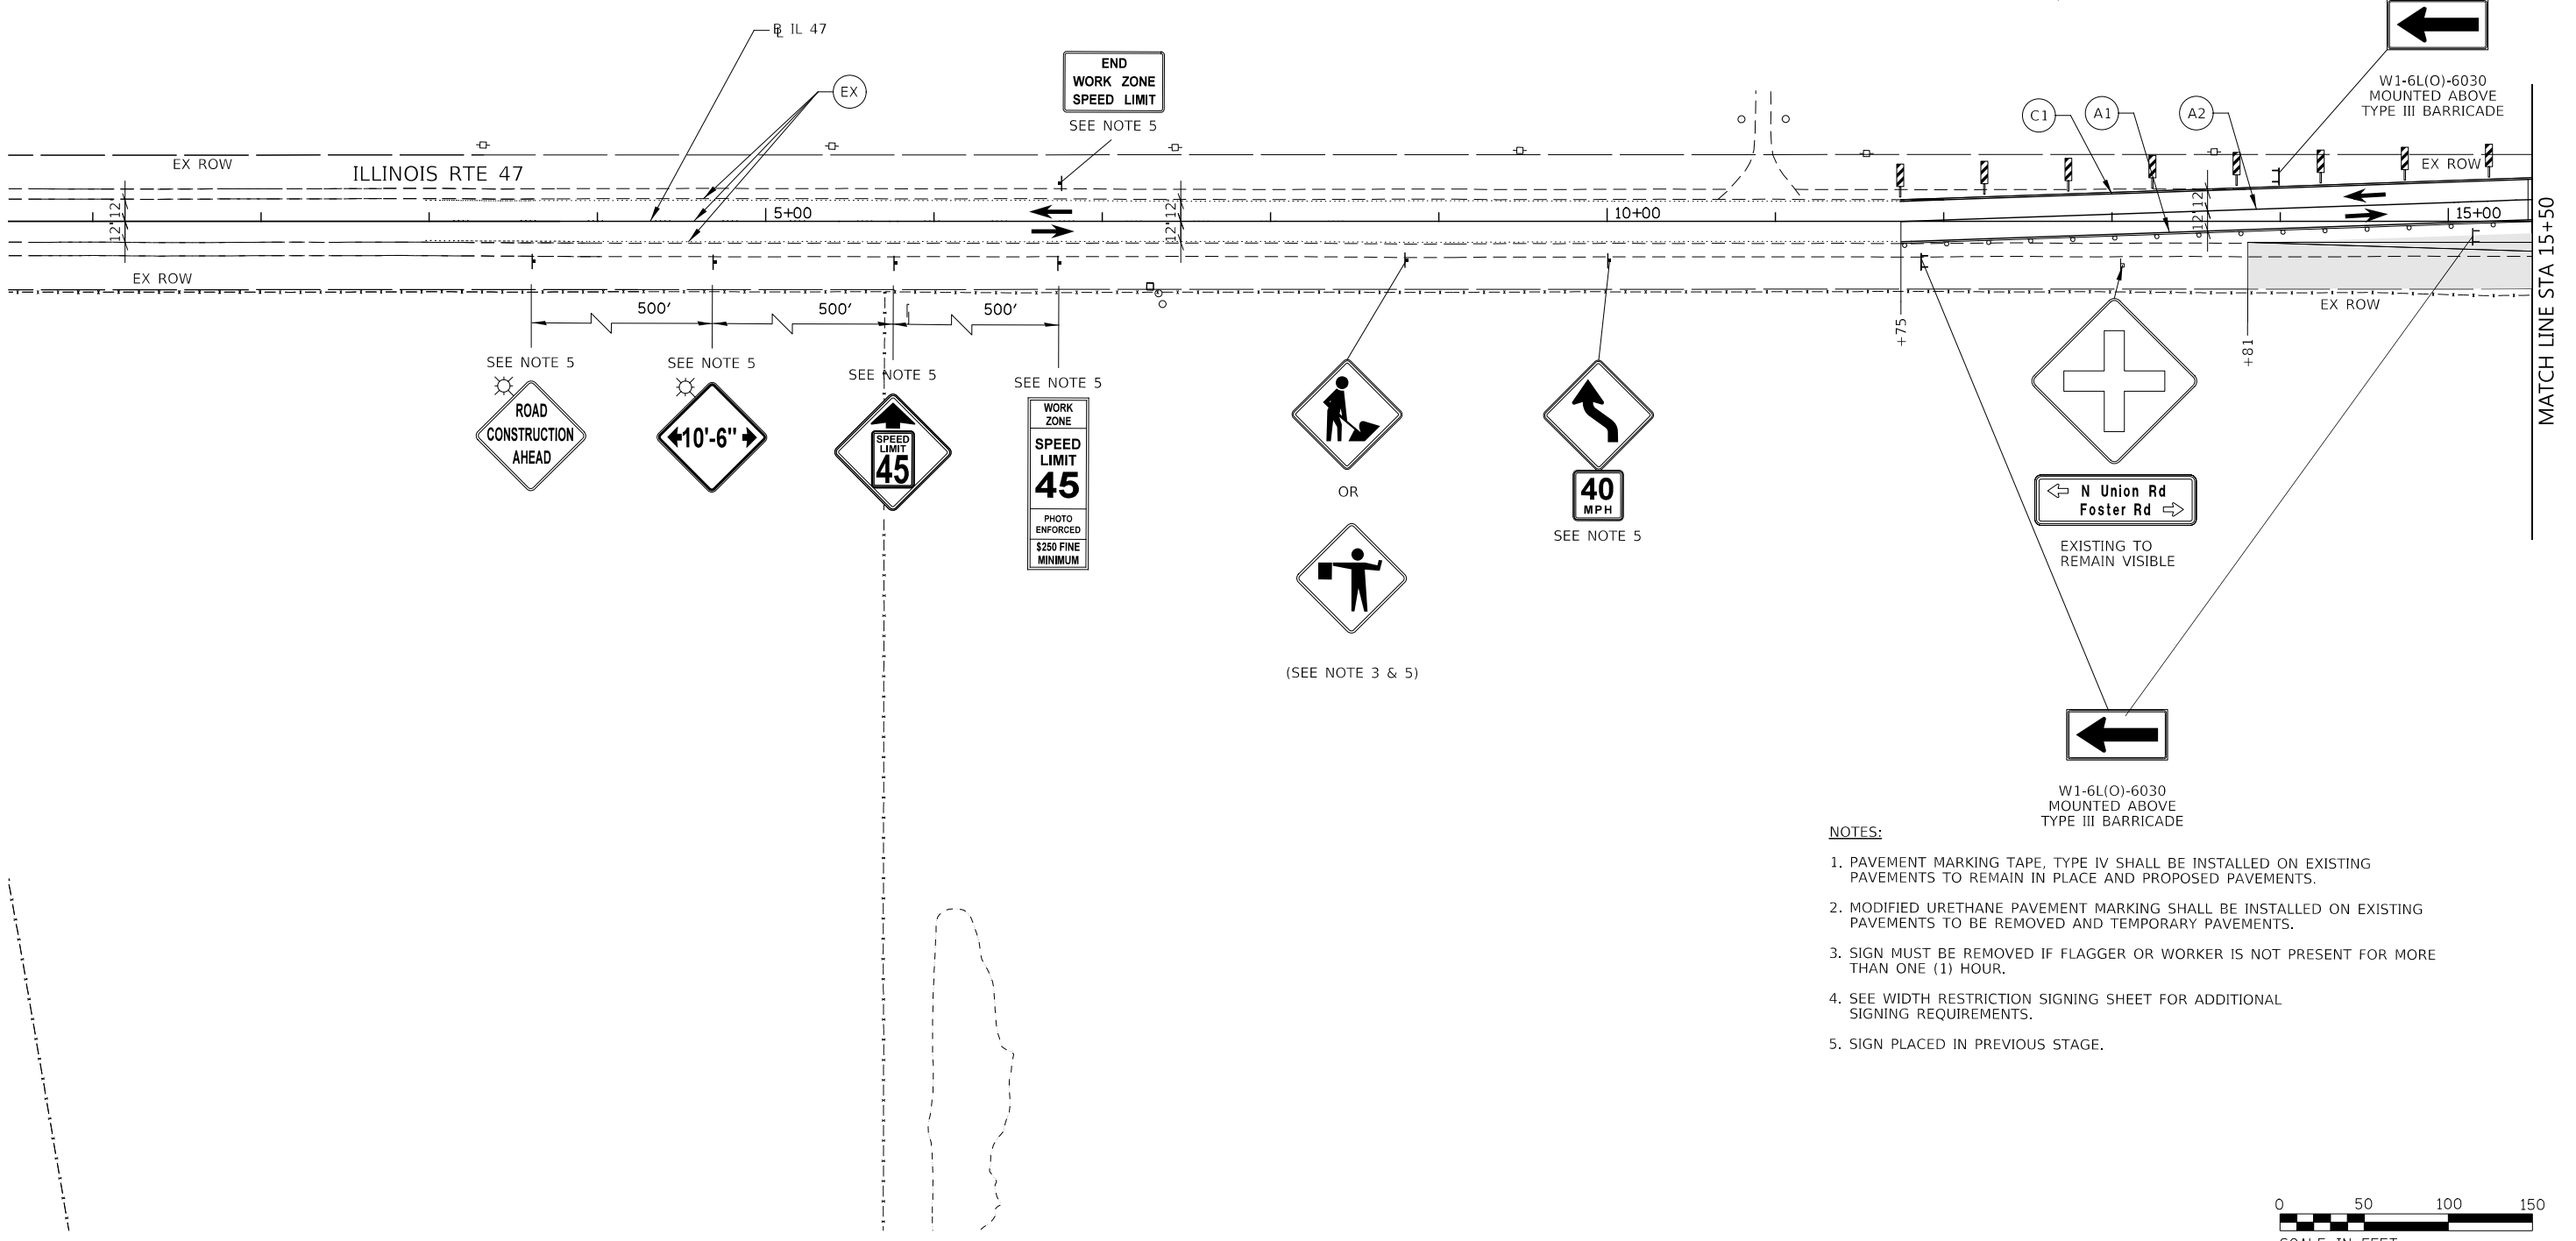 ℄ IL 47
EX
END
WORK ZONE
SPEED LIMIT
SEE NOTE 5
C1
A1
A2
W1-6L(O)-6030
MOUNTED ABOVE
TYPE III BARRICADE
EX ROW
ILLINOIS RTE 47
EX ROW
12' 12'
5+00
12' 12'
10+00
12' 12'
15+00
EX ROW
EX ROW
MATCH LINE STA 15+50
500'
500'
500'
+75
+81
SEE NOTE 5
ROAD
CONSTRUCTION
AHEAD
SEE NOTE 5
10'-6"
SEE NOTE 5
SPEED
LIMIT
45
SEE NOTE 5
WORK
ZONE
SPEED
LIMIT
45
PHOTO
ENFORCED
$250 FINE
MINIMUM
OR
(SEE NOTE 3 & 5)
40
MPH
SEE NOTE 5
N Union Rd
Foster Rd
EXISTING TO
REMAIN VISIBLE
W1-6L(O)-6030
MOUNTED ABOVE
TYPE III BARRICADE
NOTES:
1. PAVEMENT MARKING TAPE, TYPE IV SHALL BE INSTALLED ON EXISTING
PAVEMENTS TO REMAIN IN PLACE AND PROPOSED PAVEMENTS.
2. MODIFIED URETHANE PAVEMENT MARKING SHALL BE INSTALLED ON EXISTING
PAVEMENTS TO BE REMOVED AND TEMPORARY PAVEMENTS.
3. SIGN MUST BE REMOVED IF FLAGGER OR WORKER IS NOT PRESENT FOR MORE
THAN ONE (1) HOUR.
4. SEE WIDTH RESTRICTION SIGNING SHEET FOR ADDITIONAL
SIGNING REQUIREMENTS.
5. SIGN PLACED IN PREVIOUS STAGE.
0 50 100 150
SCALE IN FEET